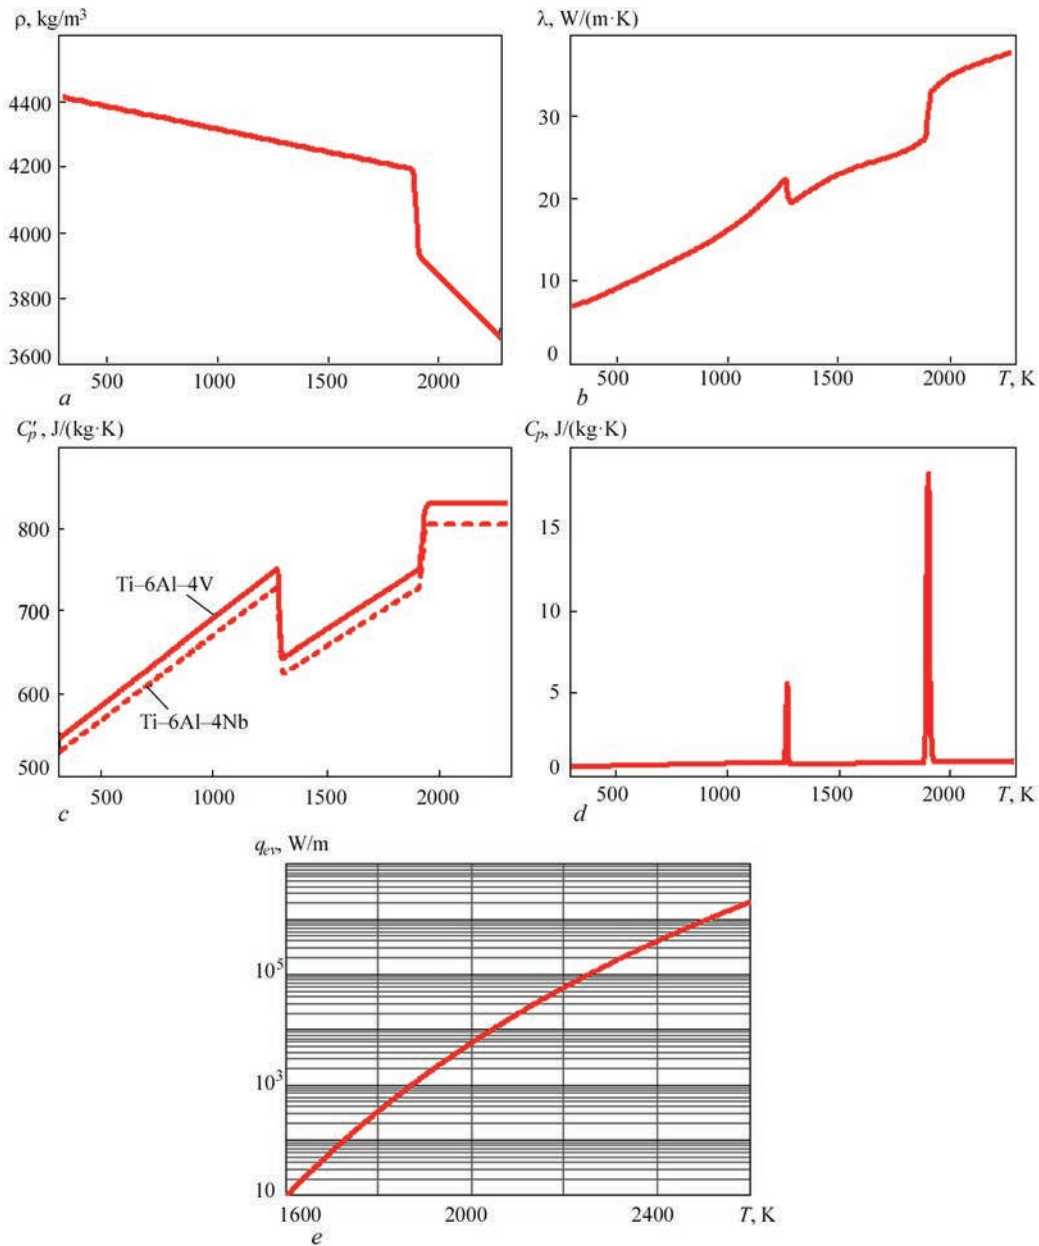 ρ, kg/m³
4400
4200
4000
3800
3600
500 1000 1500 2000
a
λ, W/(m·K)
30
20
10
0
500 1000 1500 2000 T, K
b
C′ₚ, J/(kg·K)
800
700
600
500
Ti–6Al–4V
Ti–6Al–4Nb
500 1000 1500 2000
c
Cₚ, J/(kg·K)
15
10
5
0
500 1000 1500 2000 T, K
d
qₑᵥ, W/m
10⁵
10³
10
1600 2000 2400 T, K
e